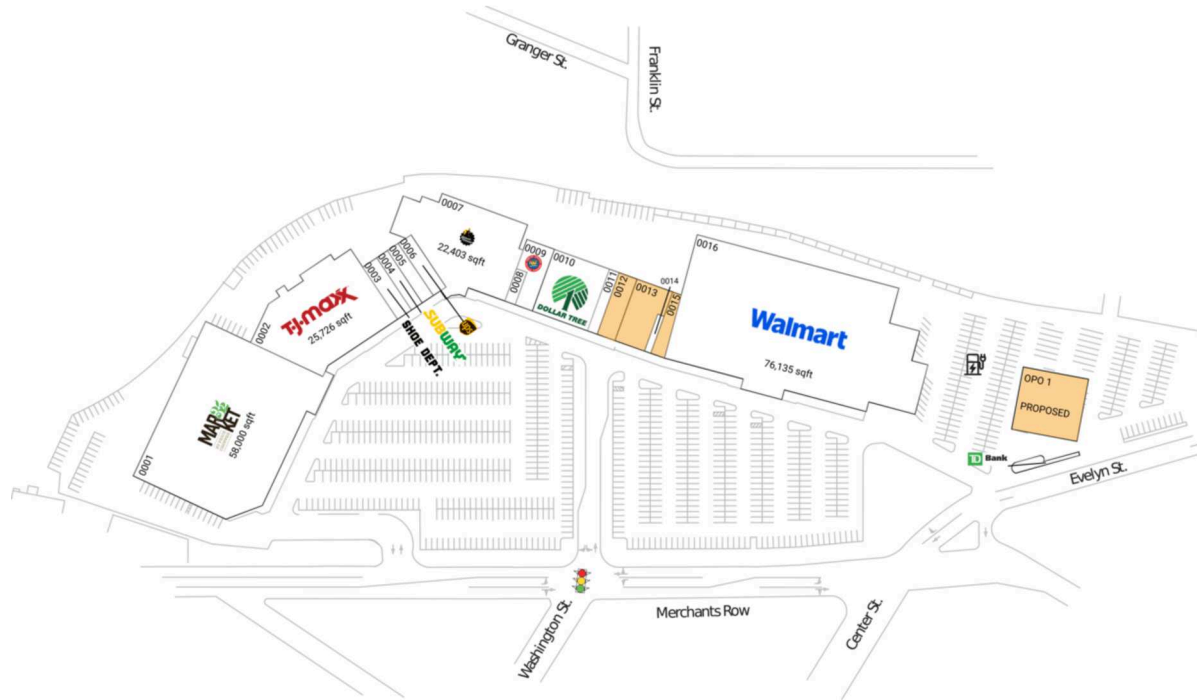 Granger St.
Franklin St.
0007
22,403 sqft
0006
0005
0004
0003
0009
0008
0010
DOLLAR TREE
0011
0012
0013
0014
0015
0016
Walmart
76,135 sqft
0002
T.J.maxx
25,726 sqft
SUBWAY
SHOE DEPT.
MARKET
58,000 sqft
0001
OPO 1
PROPOSED
TD Bank
Evelyn St.
Washington St.
Merchants Row
Center St.